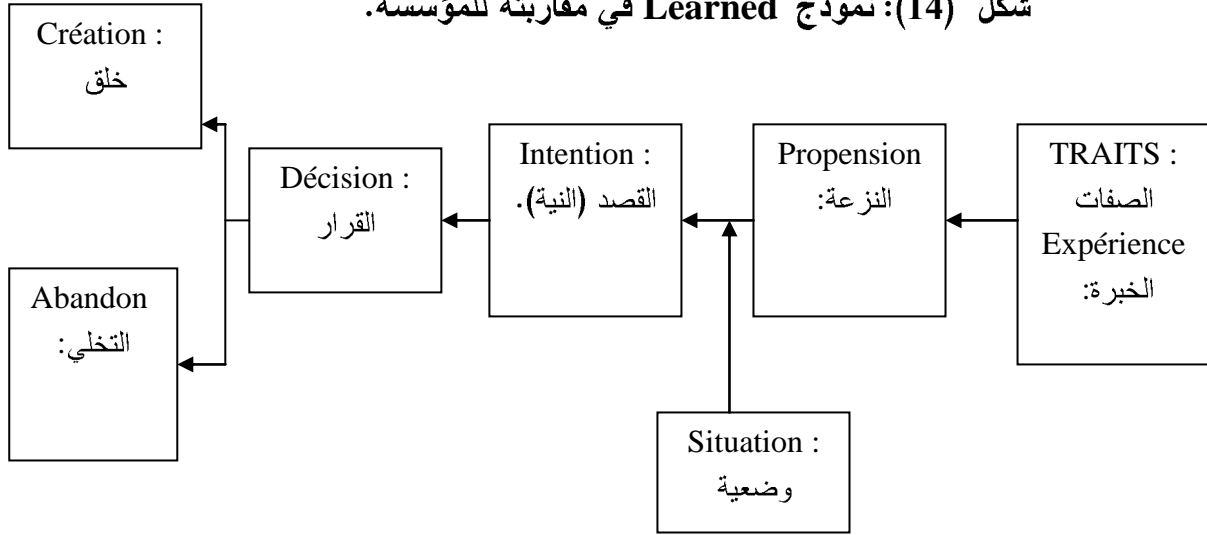 شكل (14): نموذج Learned في مقاربته للمؤسسة.
TRAITS :
الصفات
Expérience
الخبرة:
Propension
النزعة:
Intention :
القصد (النية).
Décision :
القرار
Création :
خلق
Abandon
التخلي:
Situation :
وضعية